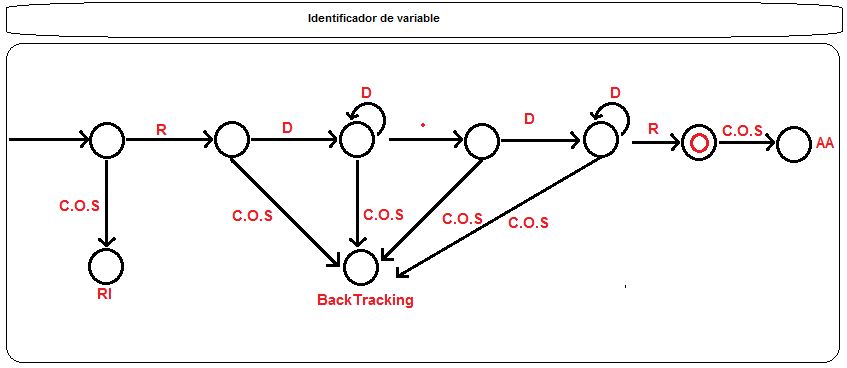 Identificador de variable
D
D
R
D
.
D
R
C.O.S
AA
C.O.S
C.O.S
C.O.S
C.O.S
C.O.S
RI
BackTracking